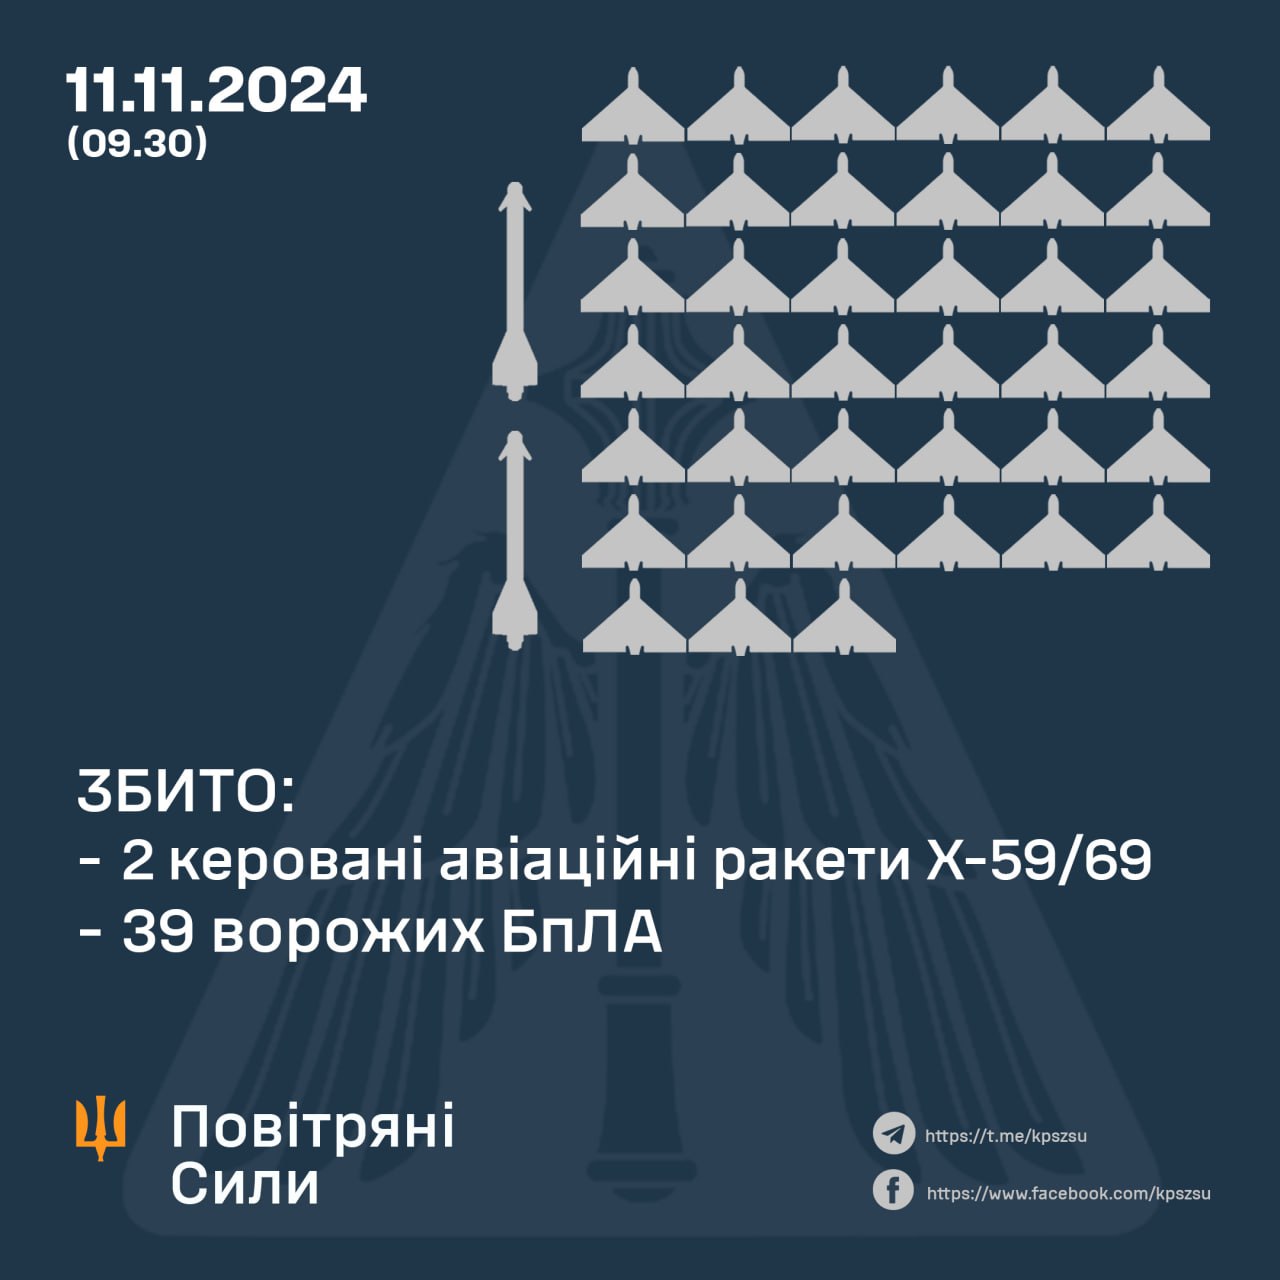 11.11.2024
(09.30)
ЗБИТО:
- 2 керовані авіаційні ракети Х-59/69
- 39 ворожих БпЛА
Повітряні
Сили
https://t.me/kpszsu
https://www.facebook.com/kpszsu